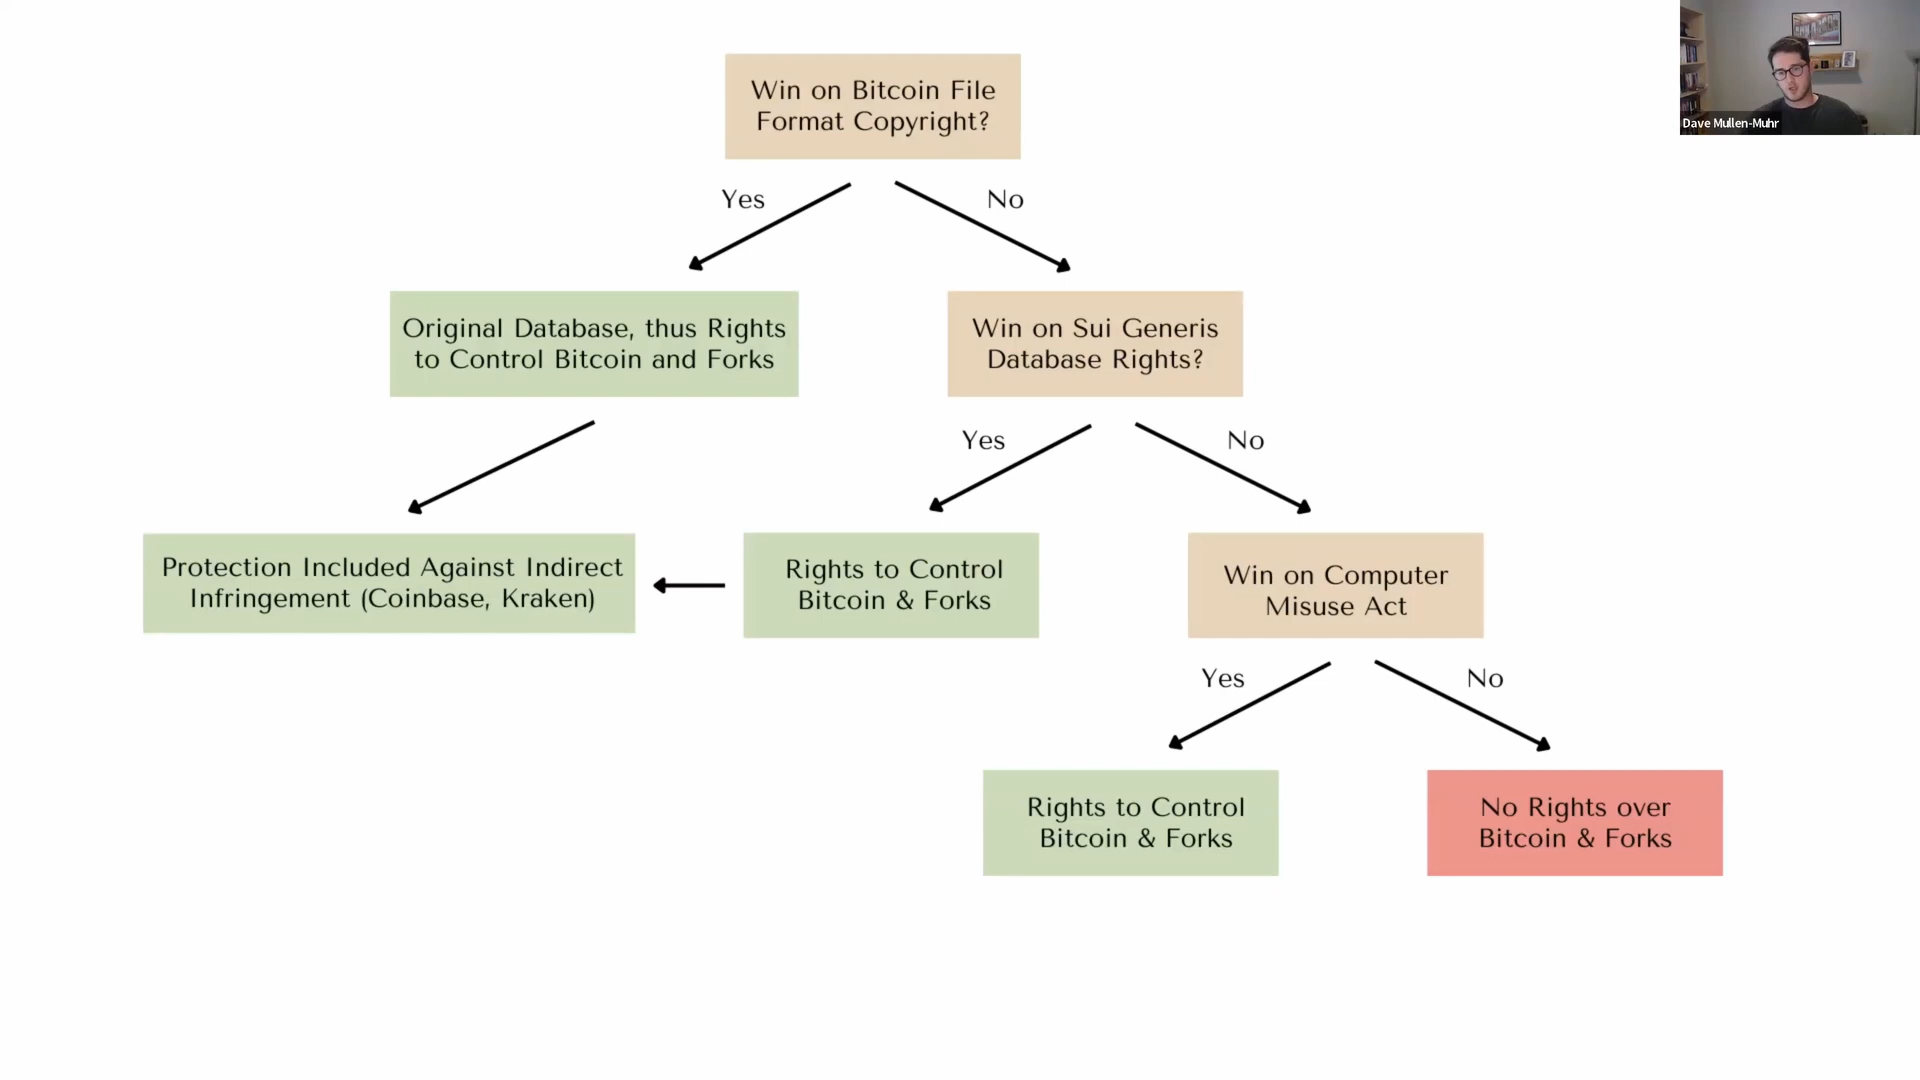 Dave Mullen-Muhr
Win on Bitcoin File
Format Copyright?
Yes
No
Original Database, thus Rights
to Control Bitcoin and Forks
Win on Sui Generis
Database Rights?
Yes
No
Protection Included Against Indirect
Infringement (Coinbase, Kraken)
Rights to Control
Bitcoin & Forks
Win on Computer
Misuse Act
Yes
No
Rights to Control
Bitcoin & Forks
No Rights over
Bitcoin & Forks